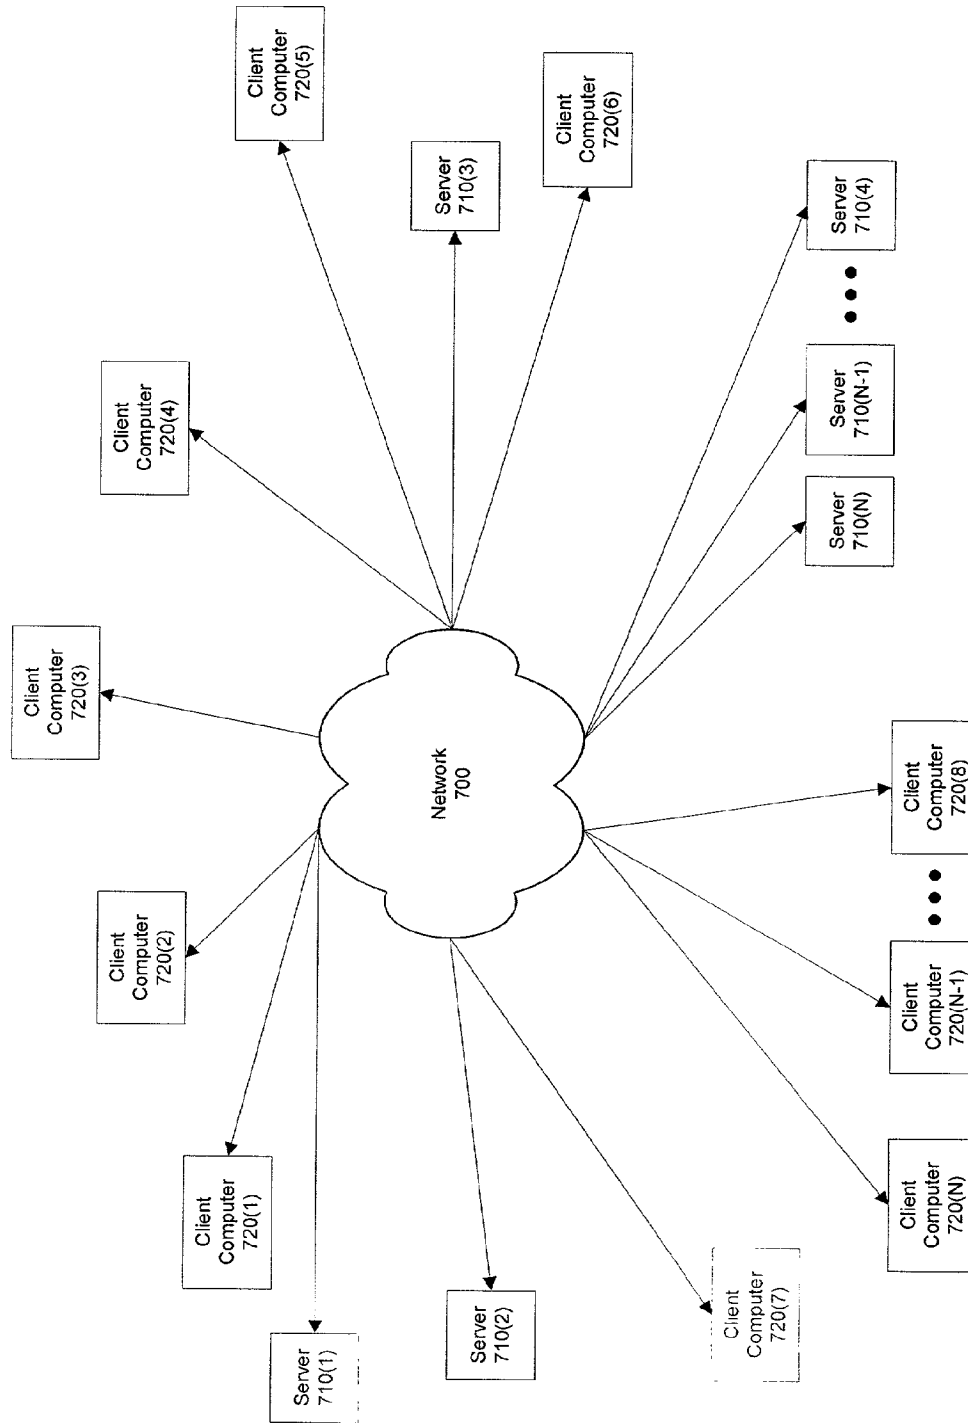 Client
Computer
720(3)
Client
Computer
720(2)
Client
Computer
720(4)
Client
Computer
720(1)
Client
Computer
720(5)
Server
710(1)
Server
710(2)
Network
700
Server
710(3)
Client
Computer
720(6)
Client
Computer
720(7)
Server
710(N)
Server
710(N-1)
Server
710(4)
Client
Computer
720(N)
Client
Computer
720(N-1)
Client
Computer
720(8)